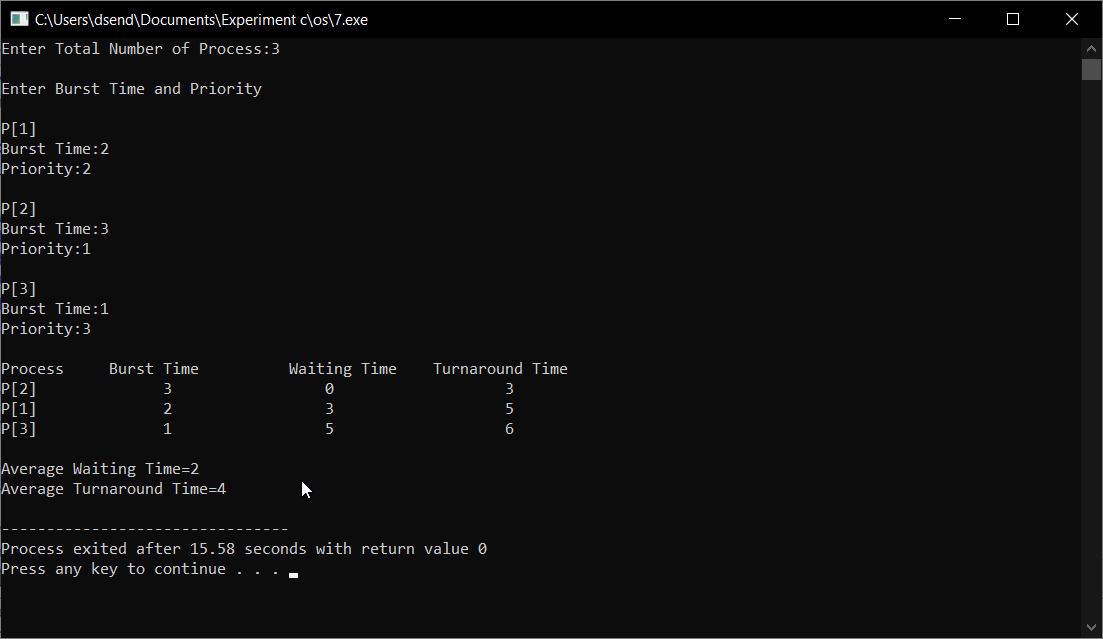 C:\Users\dsend\Documents\Experiment c\os\7.exe
Enter Total Number of Process:3
Enter Burst Time and Priority
P[1]
Burst Time:2
Priority:2
P[2]
Burst Time:3
Priority:1
P[3]
Burst Time:1
Priority:3
Process Burst Time Waiting Time Turnaround Time
P[2] 3 0 3
P[1] 2 3 5
P[3] 1 5 6
Average Waiting Time=2
Average Turnaround Time=4
--------------------------------
Process exited after 15.58 seconds with return value 0
Press any key to continue . . .